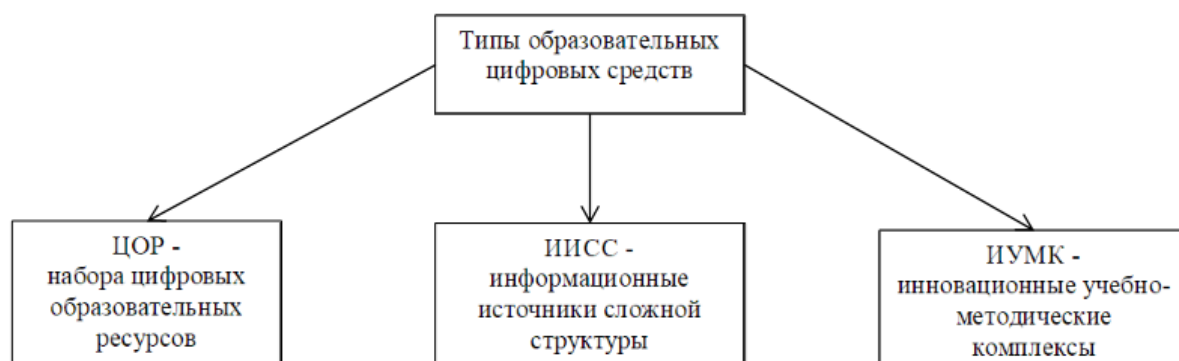 Типы образовательных
цифровых средств
ЦОР -
набора цифровых
образовательных
ресурсов
ИИСС -
информационные
источники сложной
структуры
ИУМК -
инновационные учебно-
методические
комплексы